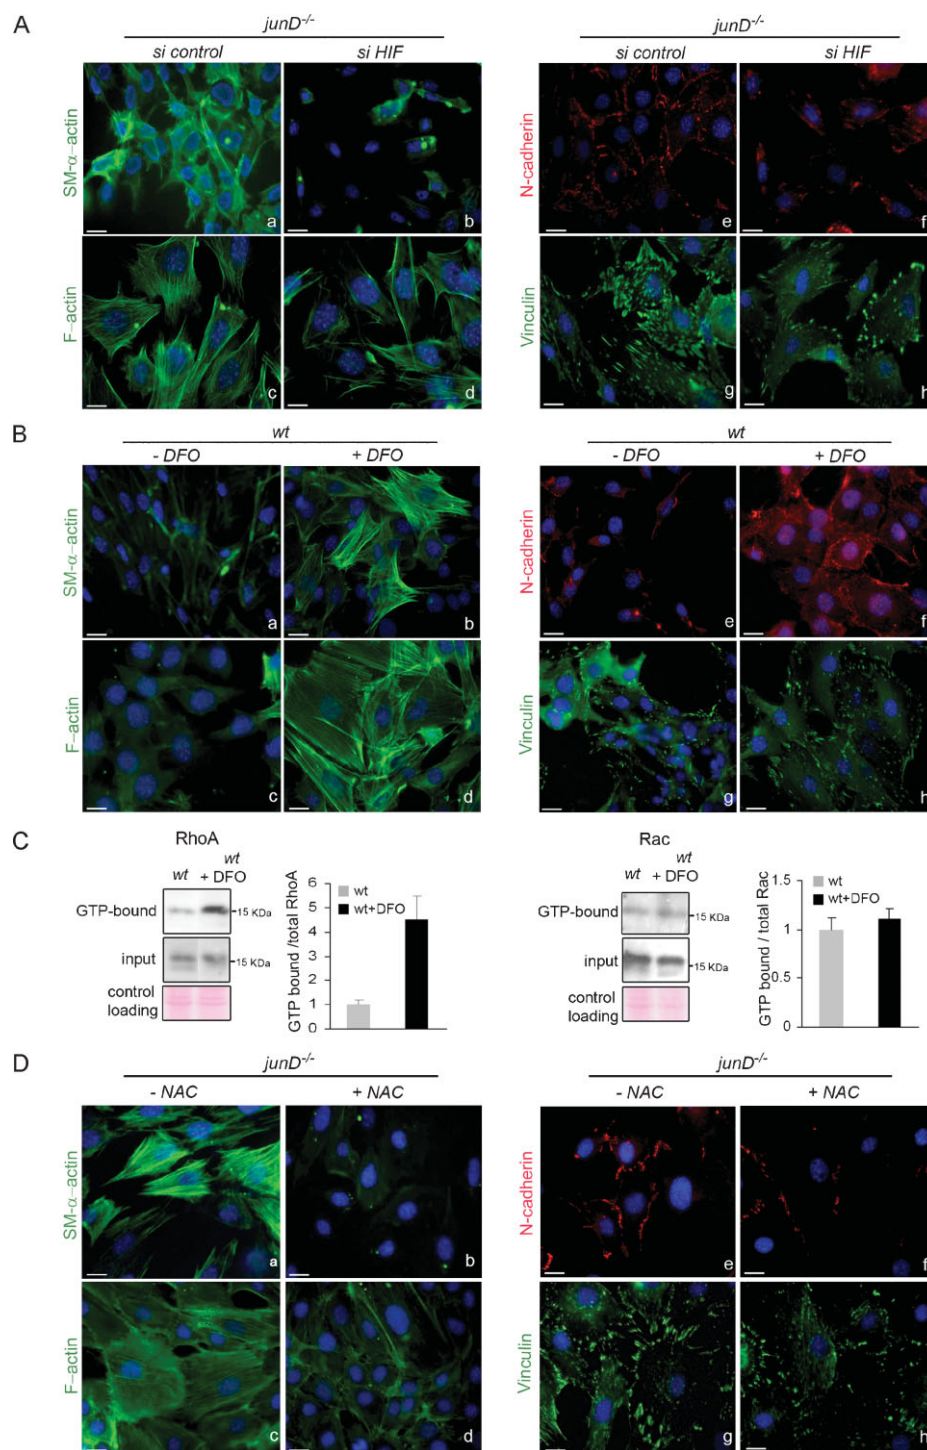 A
junD-/-
si control si HIF
SM-α-actin
a
b
F-actin
c
d
junD-/-
si control si HIF
N-cadherin
e
f
Vinculin
g
h
B
wt
- DFO + DFO
SM-α-actin
a
b
F-actin
c
d
wt
- DFO + DFO
N-cadherin
e
f
Vinculin
g
h
C
RhoA
wt
wt
+ DFO
GTP-bound
15 KDa
input
15 KDa
control
loading
GTP bound /total RhoA
6
5
4
3
2
1
0
wt
wt+DFO
Rac
wt
wt
+ DFO
GTP-bound
15 KDa
input
15 KDa
control
loading
GTP bound / total Rac
1.5
1
0.5
0
wt
wt+DFO
D
junD-/-
- NAC + NAC
SM-α-actin
a
b
F-actin
c
d
junD-/-
- NAC + NAC
N-cadherin
e
f
Vinculin
g
h